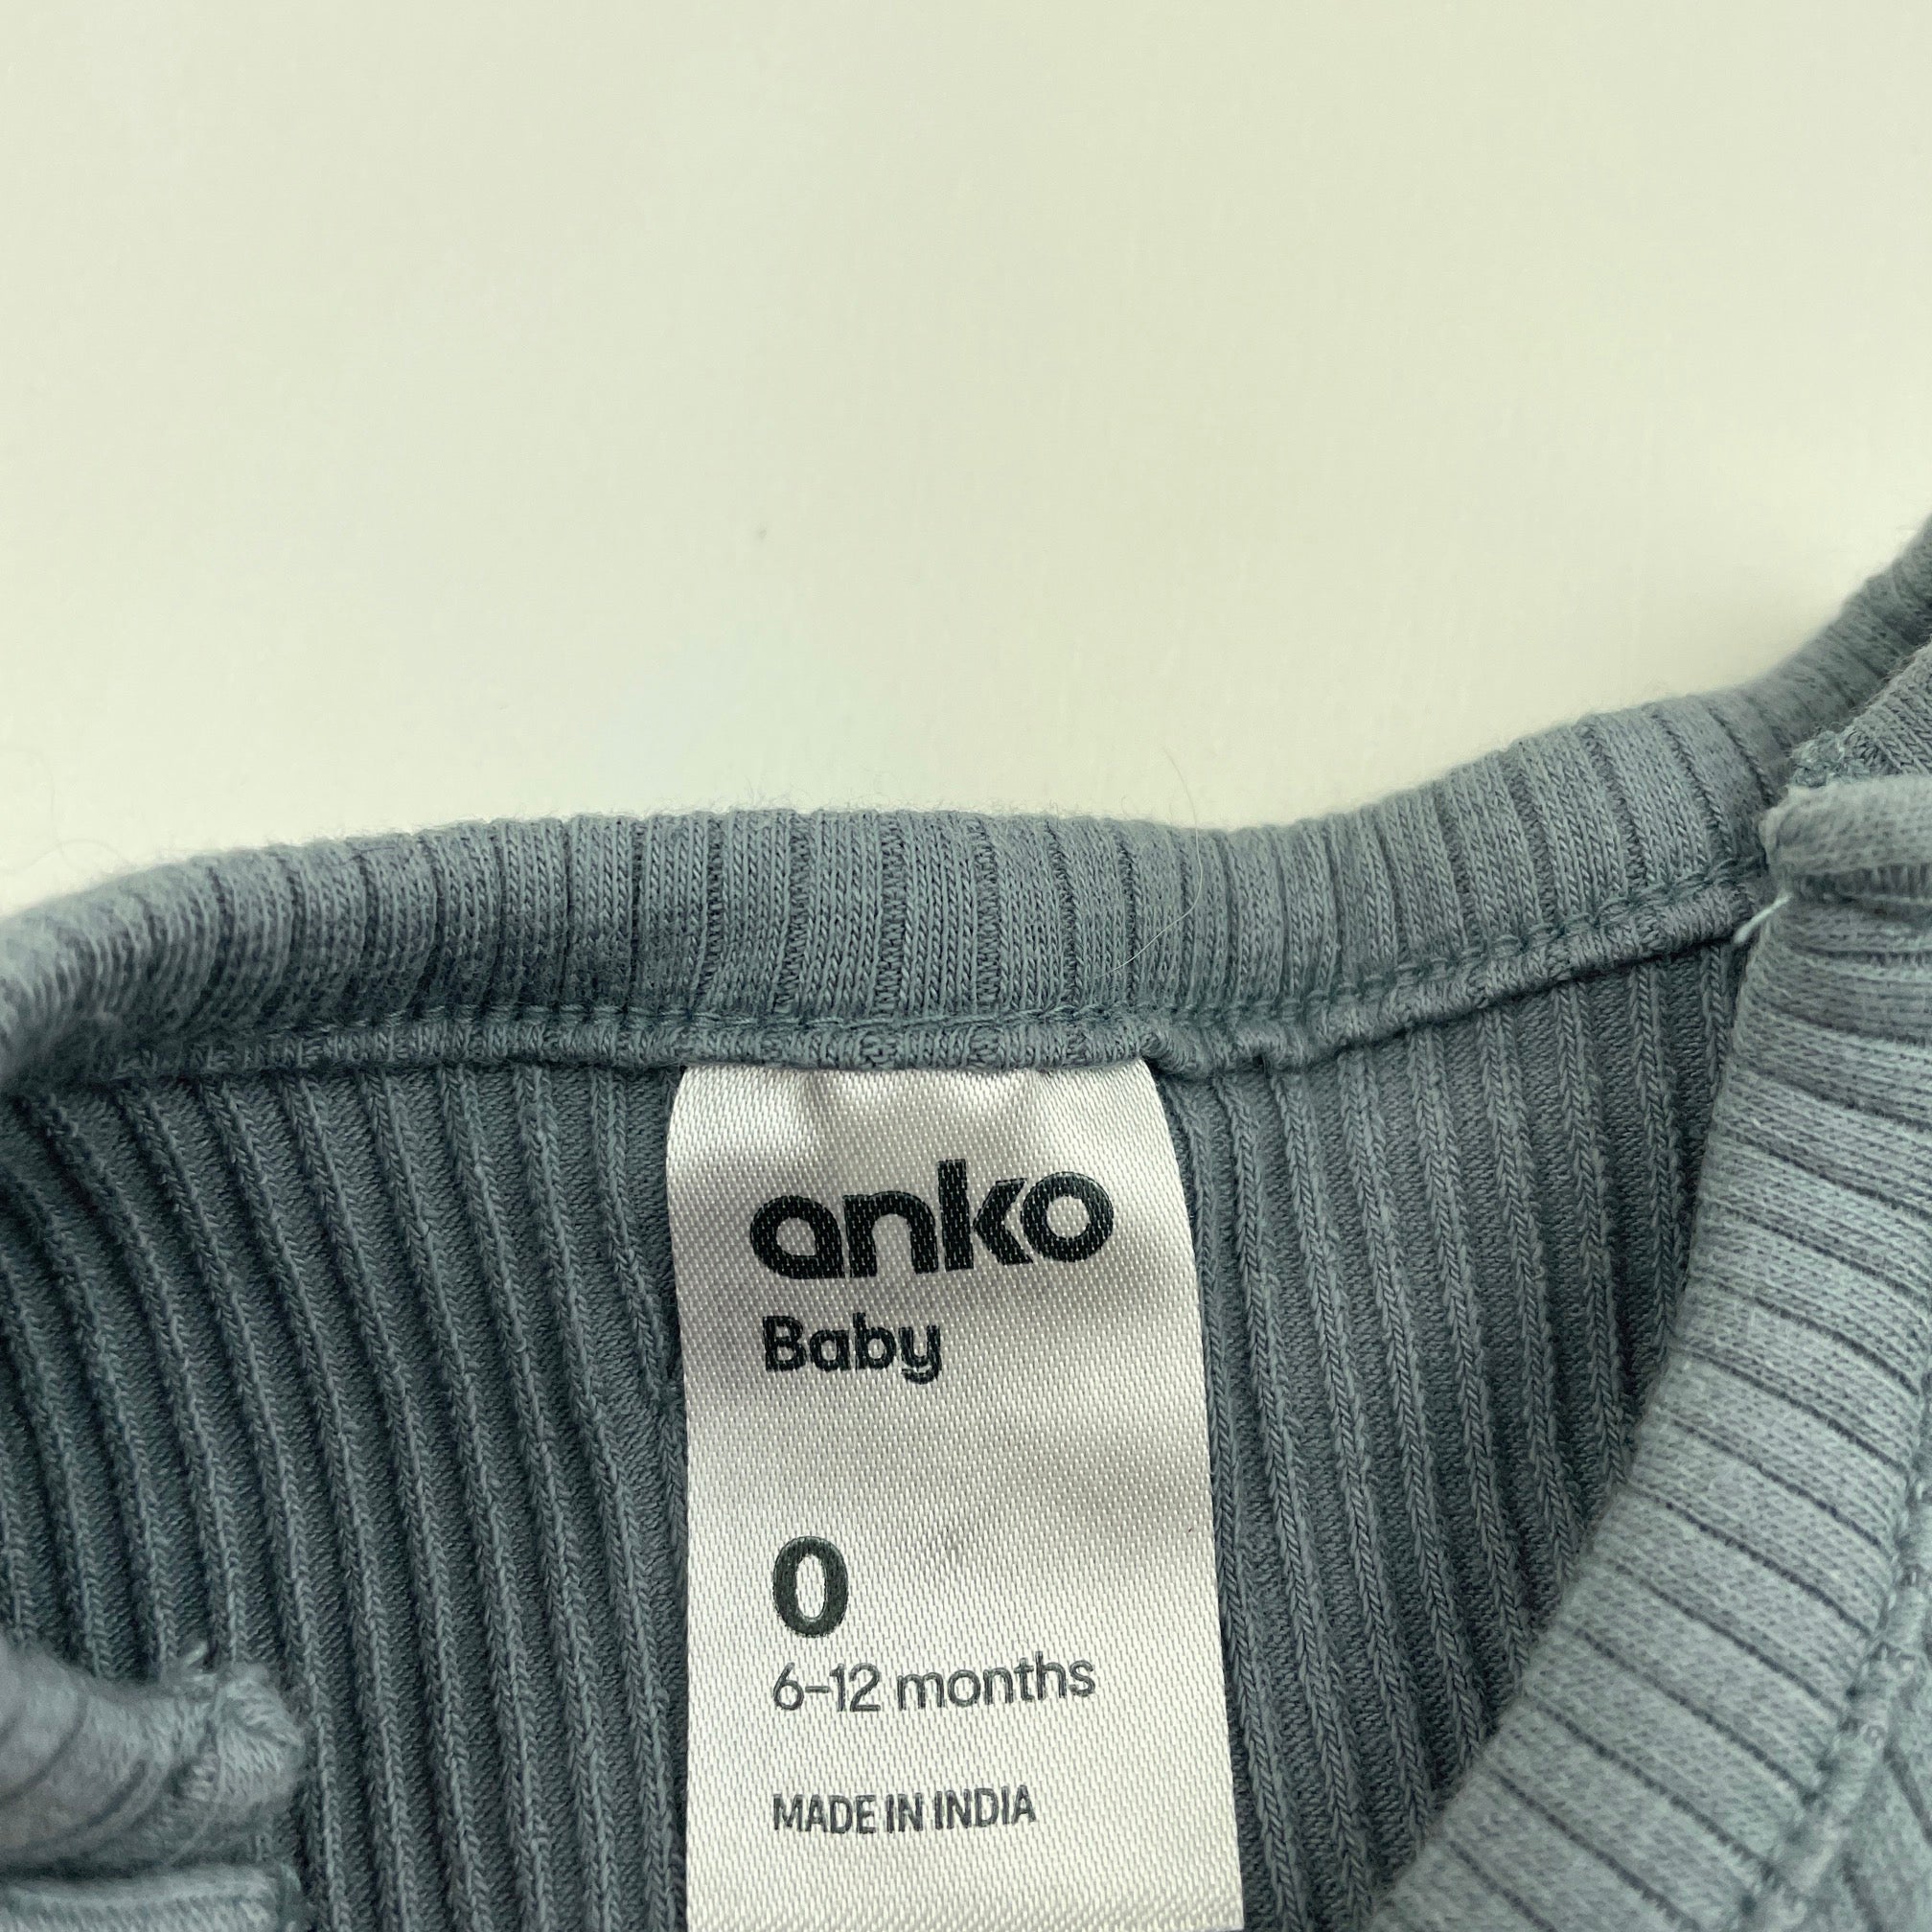 anko
Baby
0
6-12 months
MADE IN INDIA